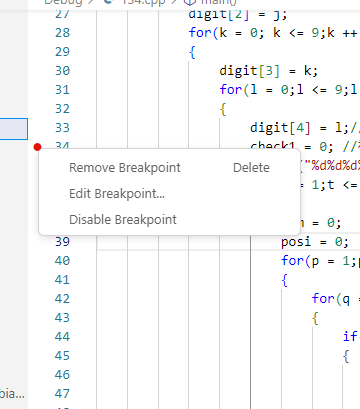 Debug > 134.cpp > main()
27 digit[2] = j;
28 for(k = 0; k <= 9;k ++
29 {
30 digit[3] = k;
31 for(l = 0;l <= 9;l
32 {
33 digit[4] = l;//
34 check1 = 0; //
Remove Breakpoint Delete
("%d%d%d
Edit Breakpoint...
= 1;t <=
Disable Breakpoint
= 0;
39 posi = 0;
40 for(p = 1;p
41 {
42 for(q =
43 {
44 if
45 {
46
47